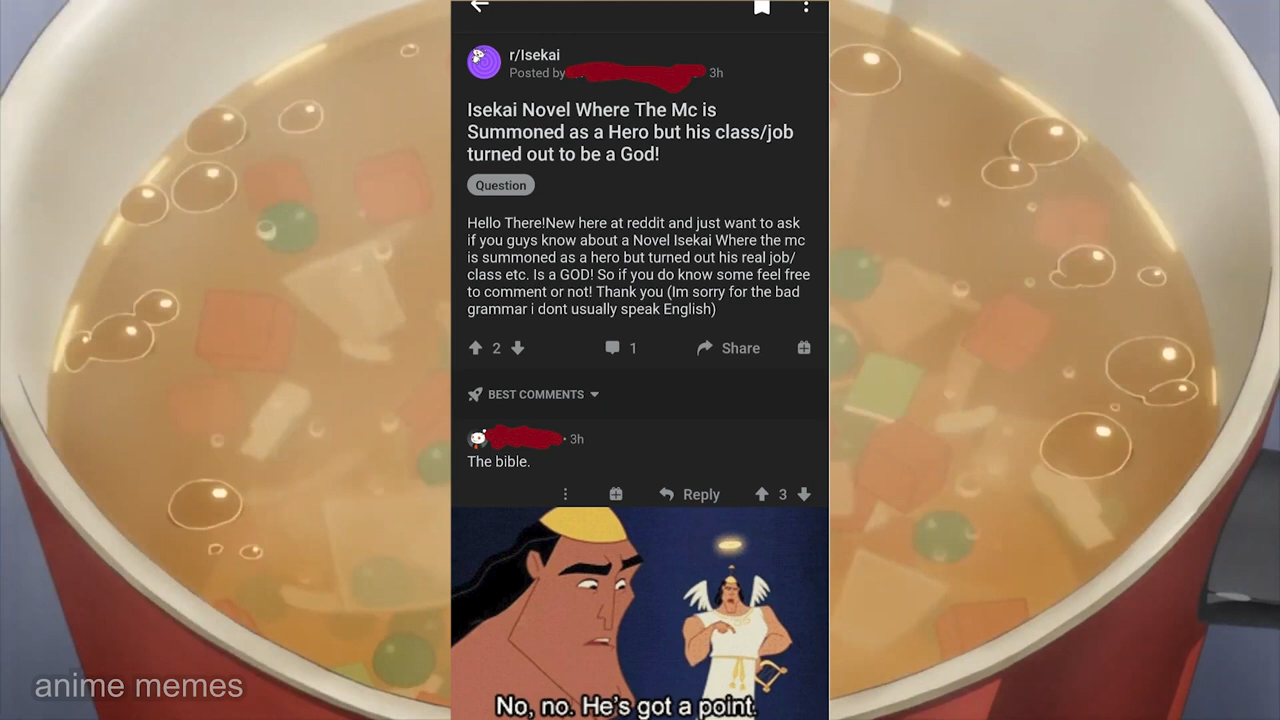 r/Isekai
Posted by
3h
Isekai Novel Where The Mc is
Summoned as a Hero but his class/job
turned out to be a God!
Question
Hello There!New here at reddit and just want to ask
if you guys know about a Novel Isekai Where the mc
is summoned as a hero but turned out his real job/
class etc. Is a GOD! So if you do know some feel free
to comment or not! Thank you (Im sorry for the bad
grammar i dont usually speak English)
2
1
Share
BEST COMMENTS
• 3h
The bible.
Reply
3
No, no. He's got a point.
anime memes